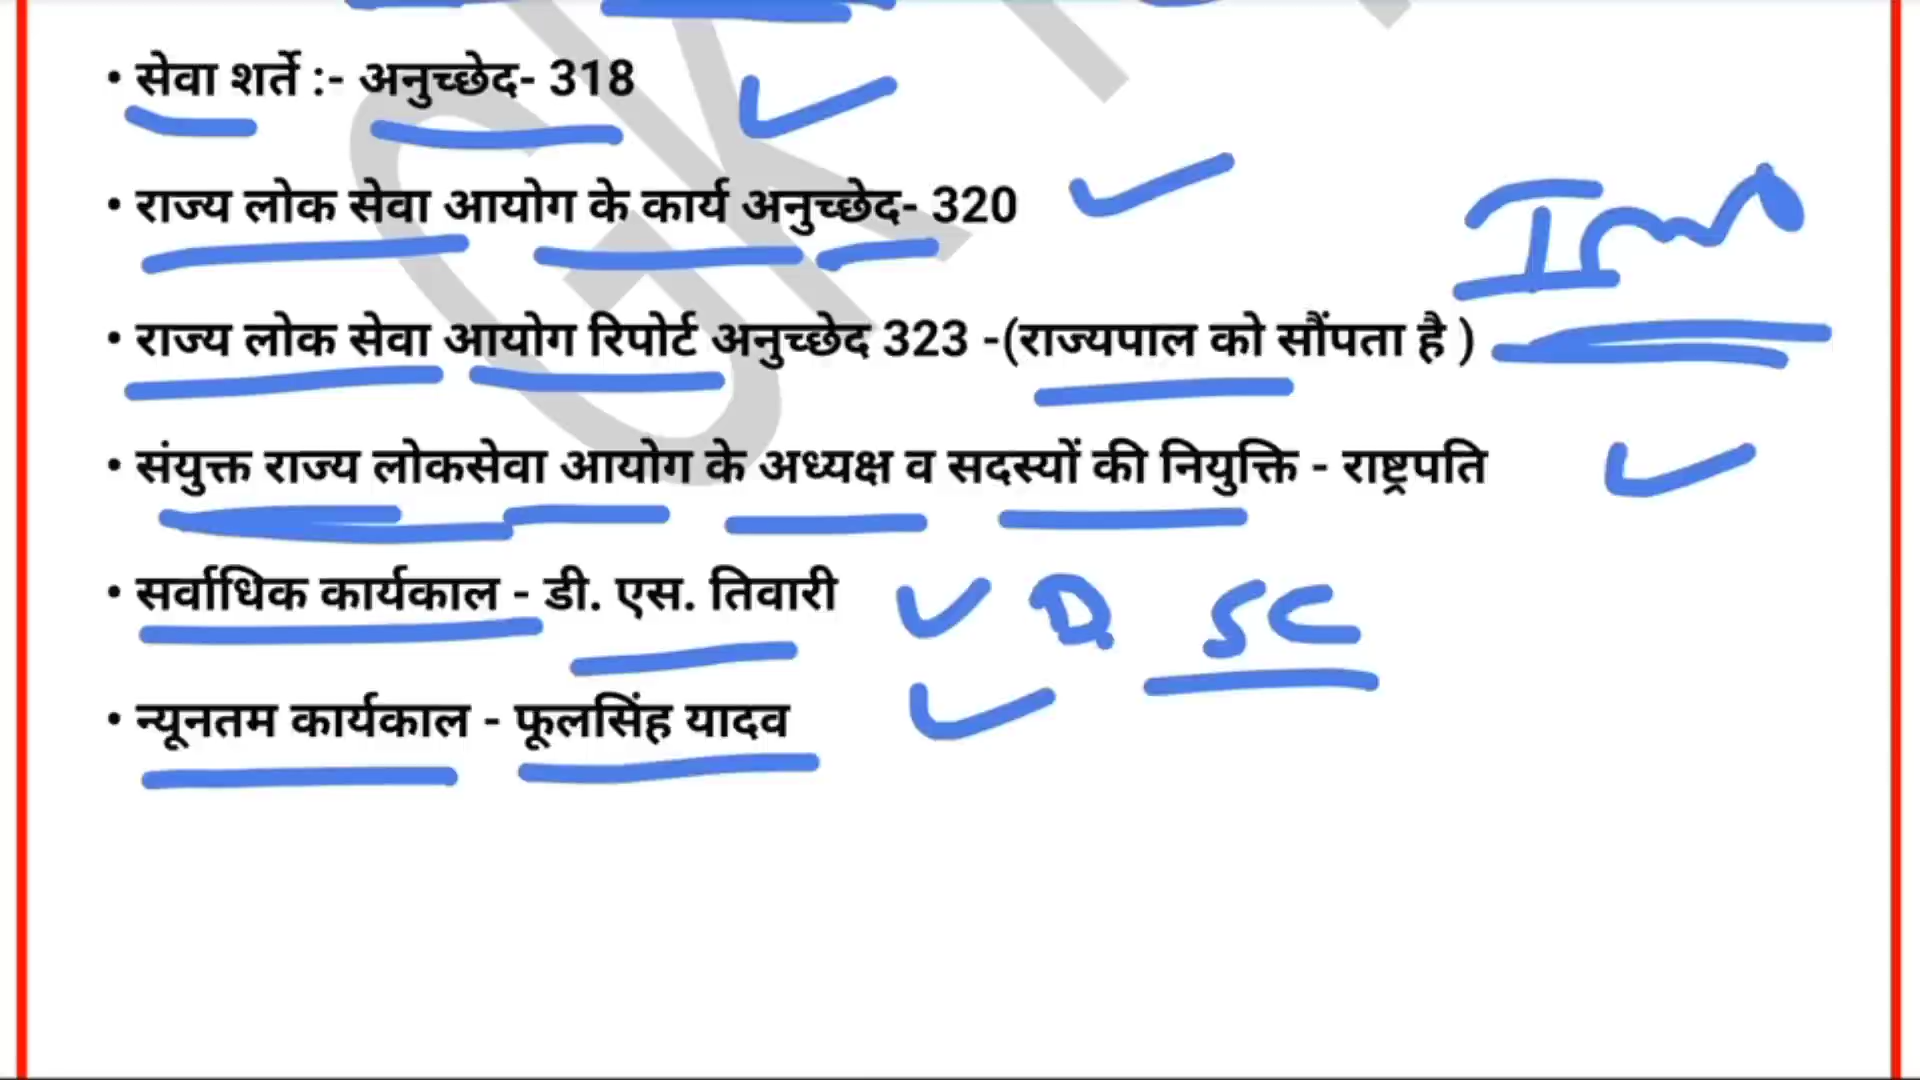 • सेवा शर्ते :- अनुच्छेद- 318
• राज्य लोक सेवा आयोग के कार्य अनुच्छेद- 320
• राज्य लोक सेवा आयोग रिपोर्ट अनुच्छेद 323 -(राज्यपाल को सौंपता है )
• संयुक्त राज्य लोकसेवा आयोग के अध्यक्ष व सदस्यों की नियुक्ति - राष्ट्रपति
• सर्वाधिक कार्यकाल - डी. एस. तिवारी
D. SC
• न्यूनतम कार्यकाल - फूलसिंह यादव